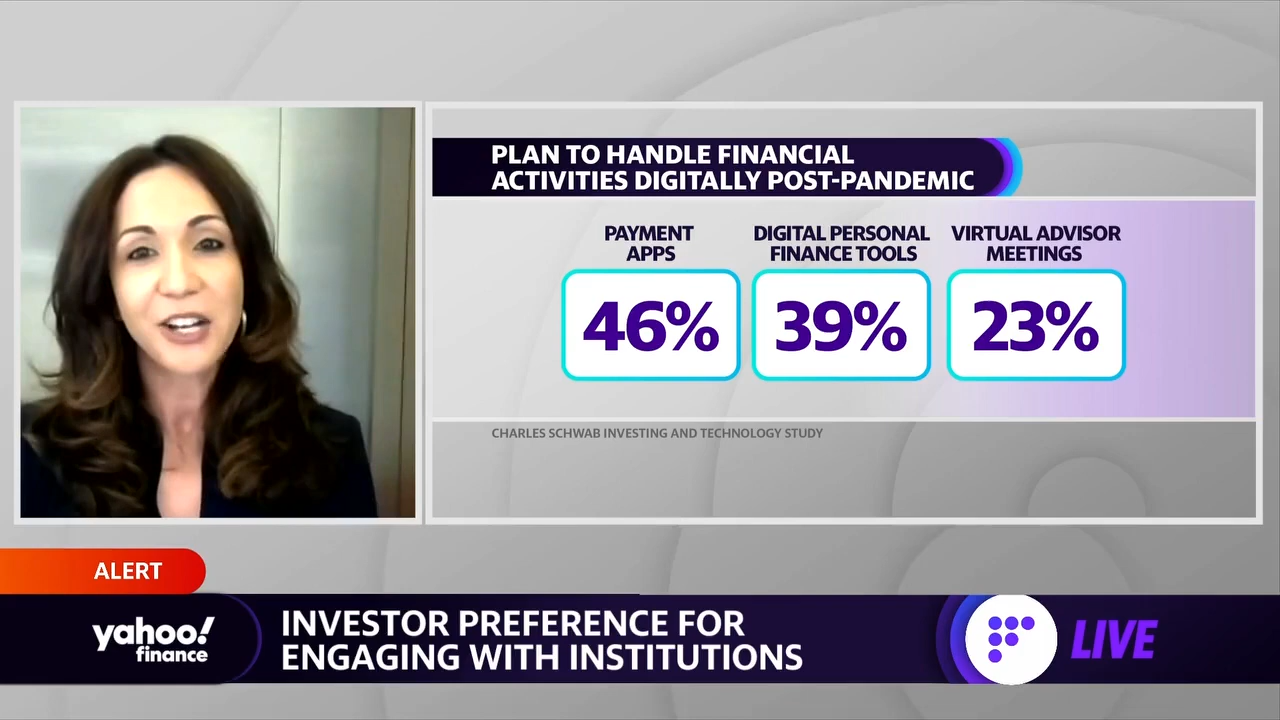 PLAN TO HANDLE FINANCIAL
ACTIVITIES DIGITALLY POST-PANDEMIC
PAYMENT
APPS
46%
DIGITAL PERSONAL
FINANCE TOOLS
39%
VIRTUAL ADVISOR
MEETINGS
23%
CHARLES SCHWAB INVESTING AND TECHNOLOGY STUDY
ALERT
yahoo!
finance
INVESTOR PREFERENCE FOR
ENGAGING WITH INSTITUTIONS
LIVE